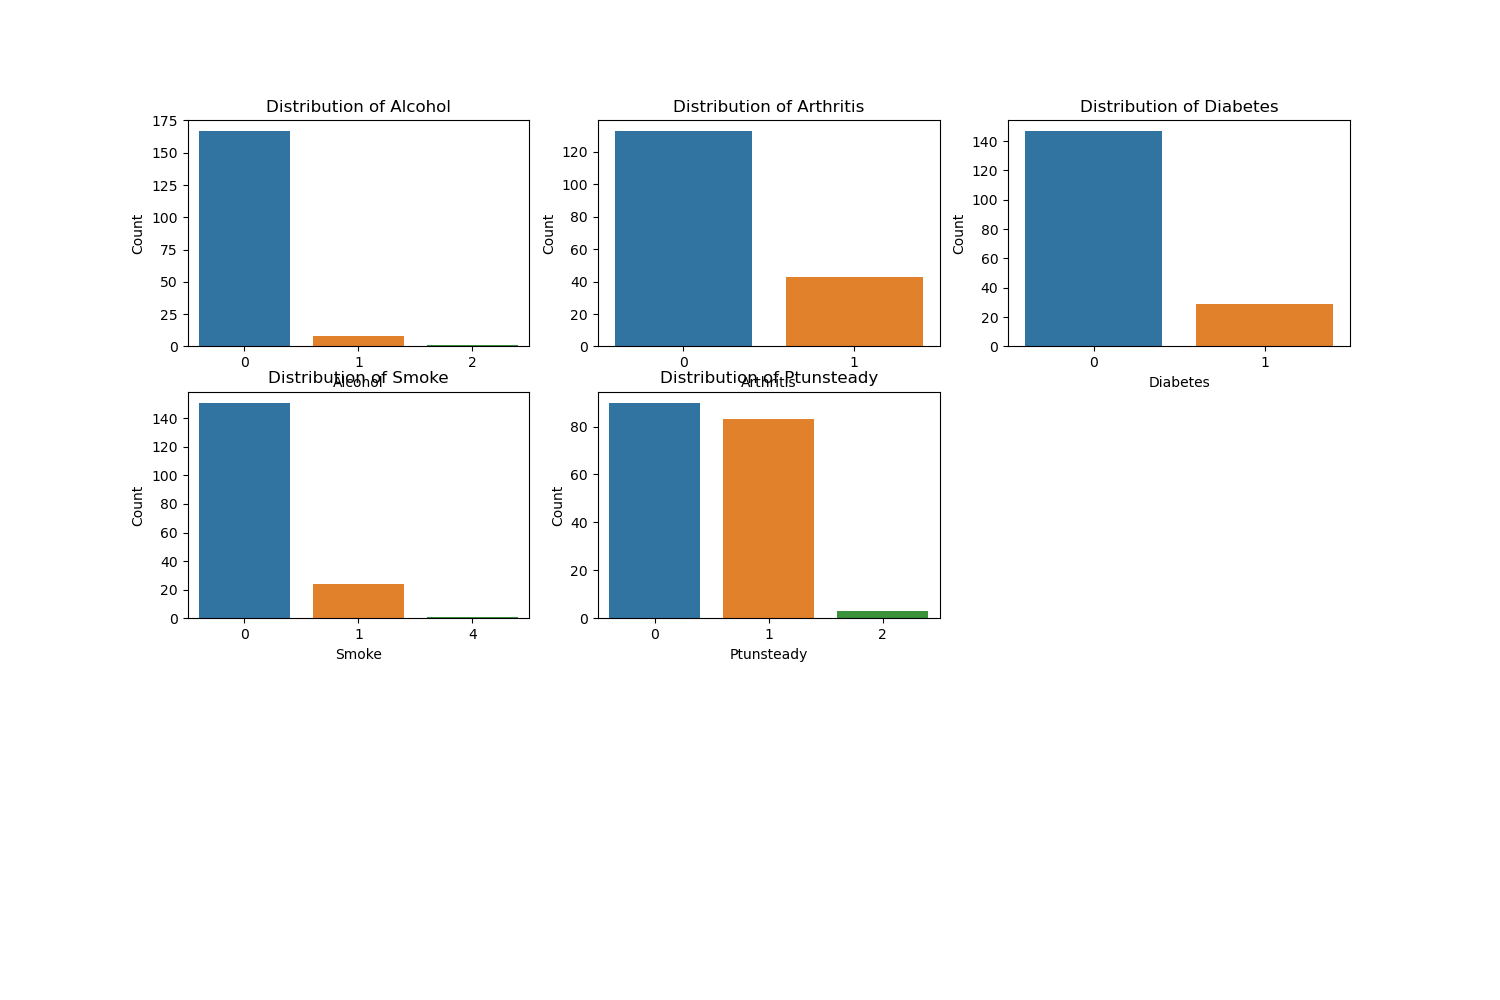 Distribution of Alcohol
175
150
125
100
75
50
25
0
Count
0 1 2
Alcohol
Distribution of Arthritis
120
100
80
60
40
20
0
Count
0 1
Arthritis
Distribution of Diabetes
140
120
100
80
60
40
20
0
Count
0 1
Diabetes
Distribution of Smoke
140
120
100
80
60
40
20
0
Count
0 1 4
Smoke
Distribution of Ptunsteady
80
60
40
20
0
Count
0 1 2
Ptunsteady